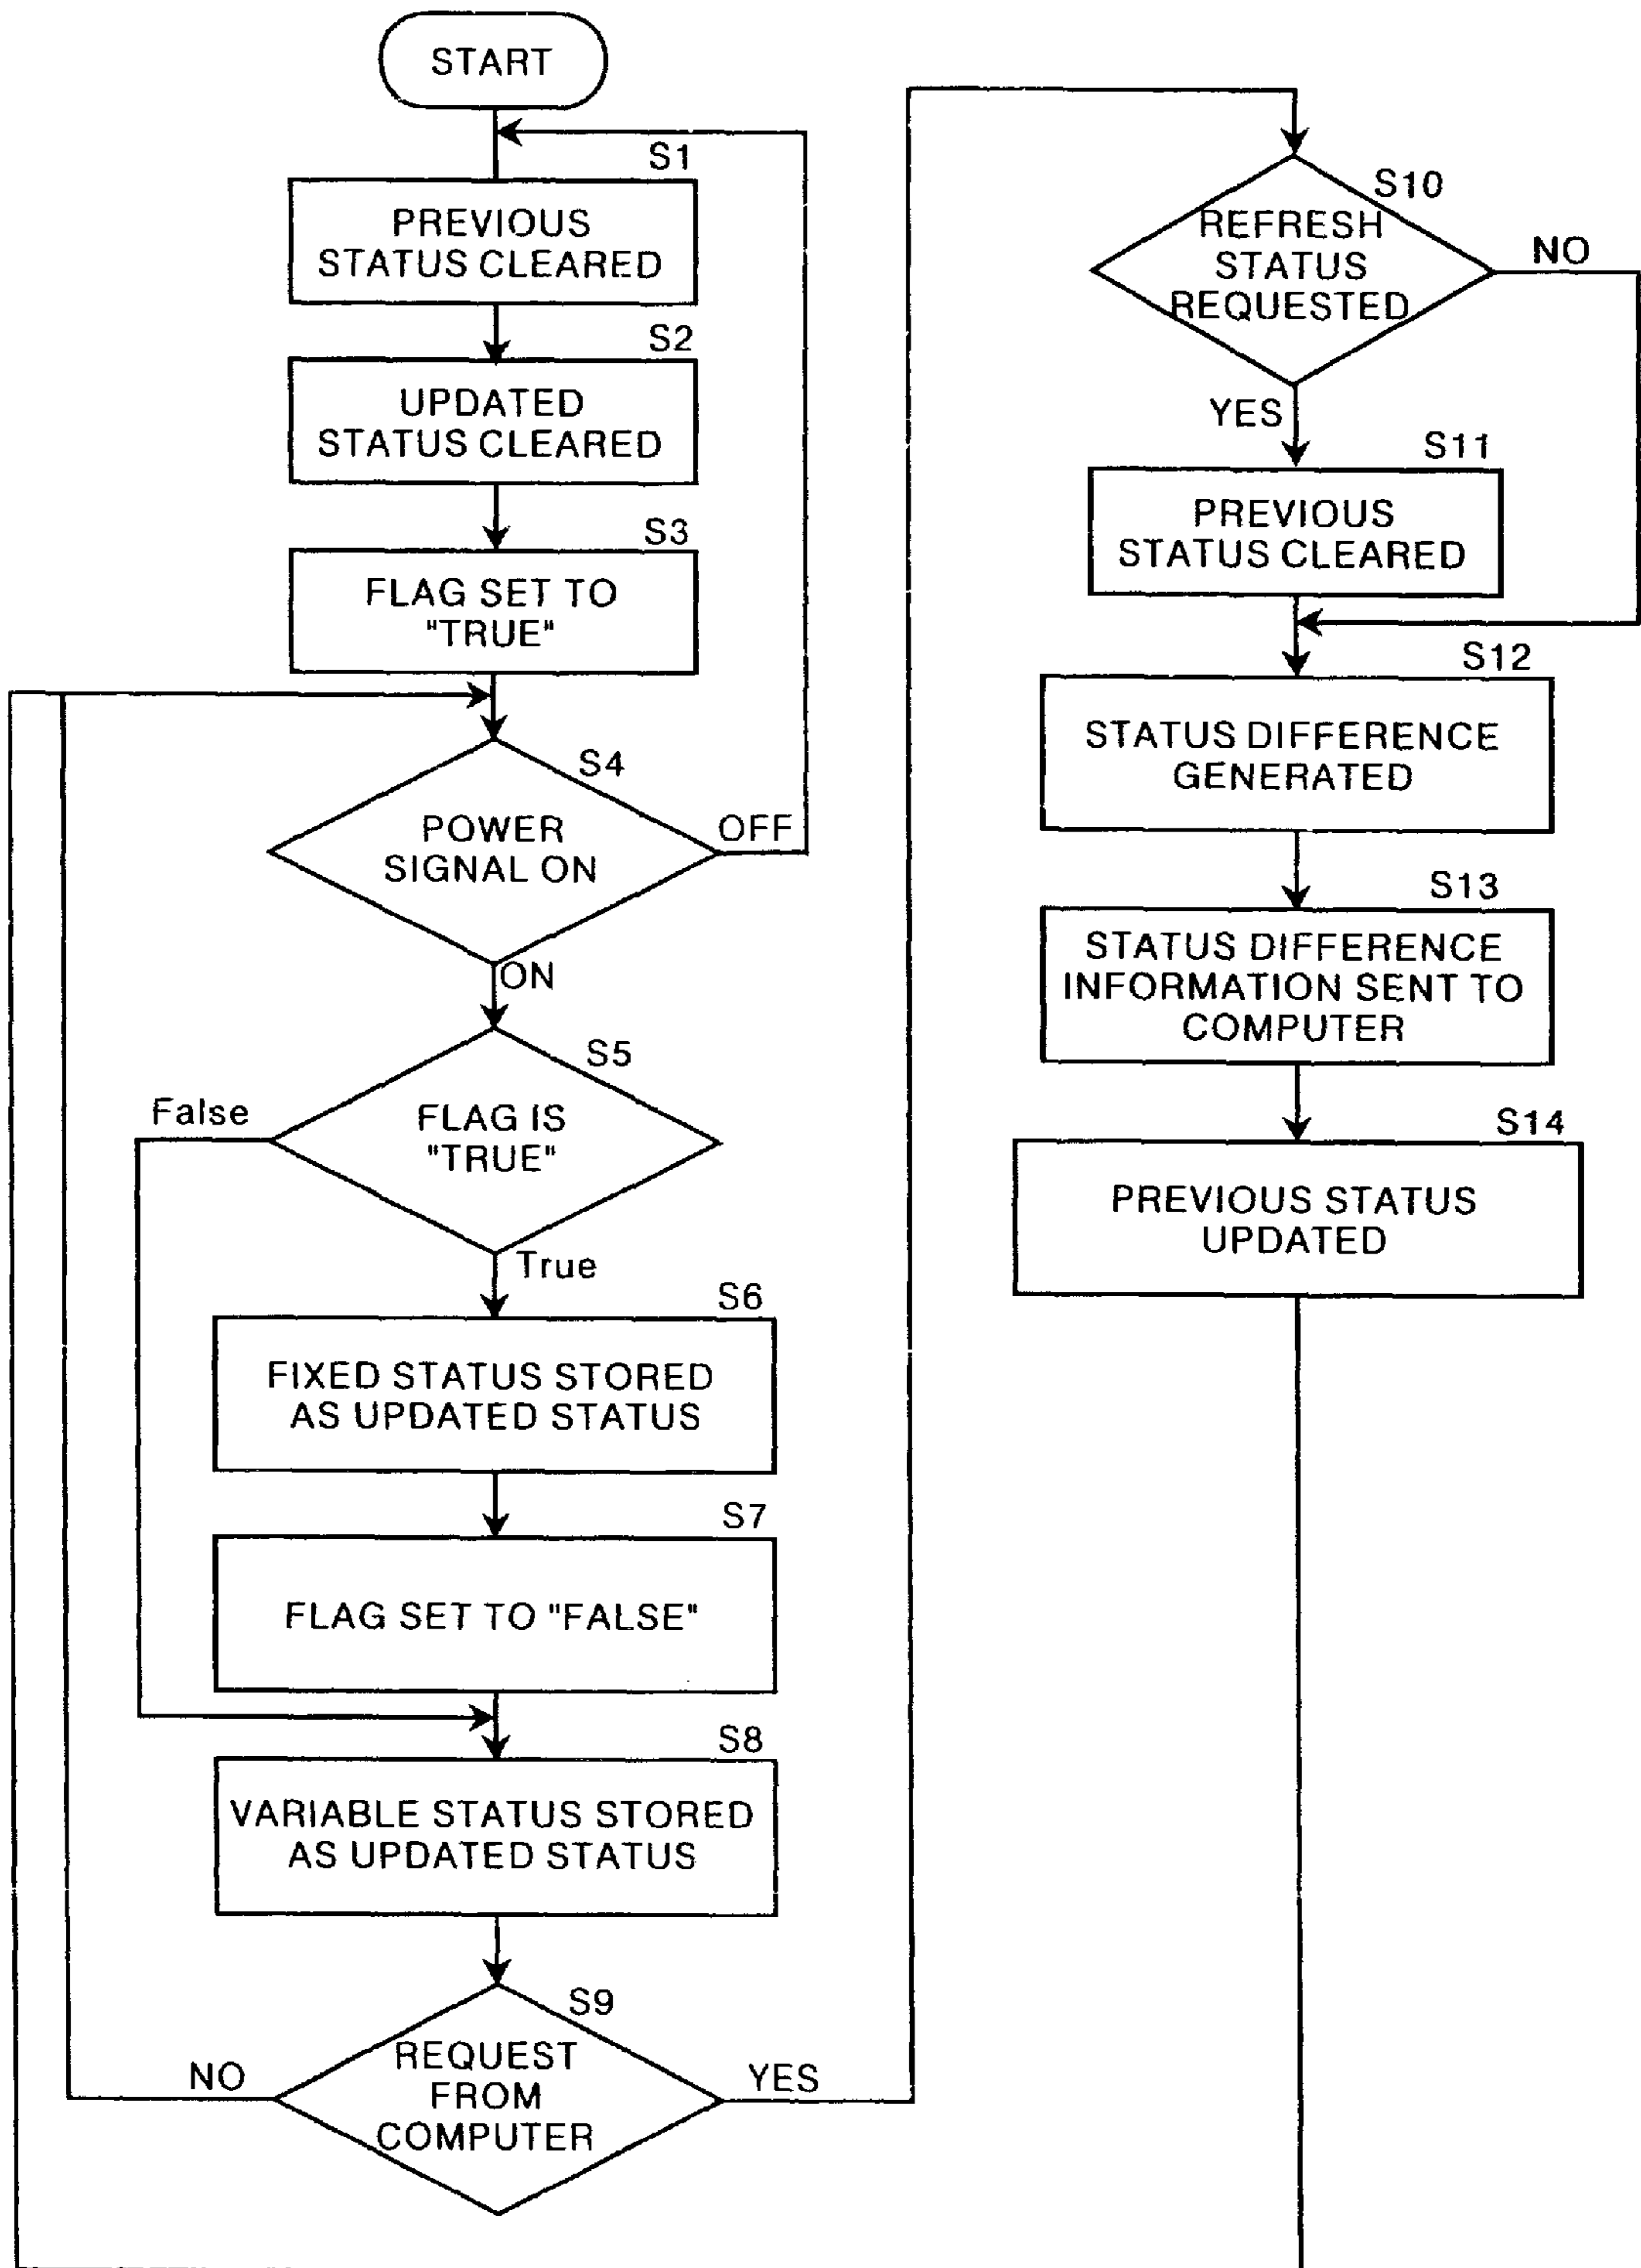 START
S1
PREVIOUS
STATUS CLEARED
S2
UPDATED
STATUS CLEARED
S3
FLAG SET TO
"TRUE"
S4
POWER
SIGNAL ON
OFF
ON
S5
FLAG IS
"TRUE"
False
True
S6
FIXED STATUS STORED
AS UPDATED STATUS
S7
FLAG SET TO "FALSE"
S8
VARIABLE STATUS STORED
AS UPDATED STATUS
S9
REQUEST
FROM
COMPUTER
NO
YES
S10
REFRESH
STATUS
REQUESTED
NO
YES
S11
PREVIOUS
STATUS CLEARED
S12
STATUS DIFFERENCE
GENERATED
S13
STATUS DIFFERENCE
INFORMATION SENT TO
COMPUTER
S14
PREVIOUS STATUS
UPDATED